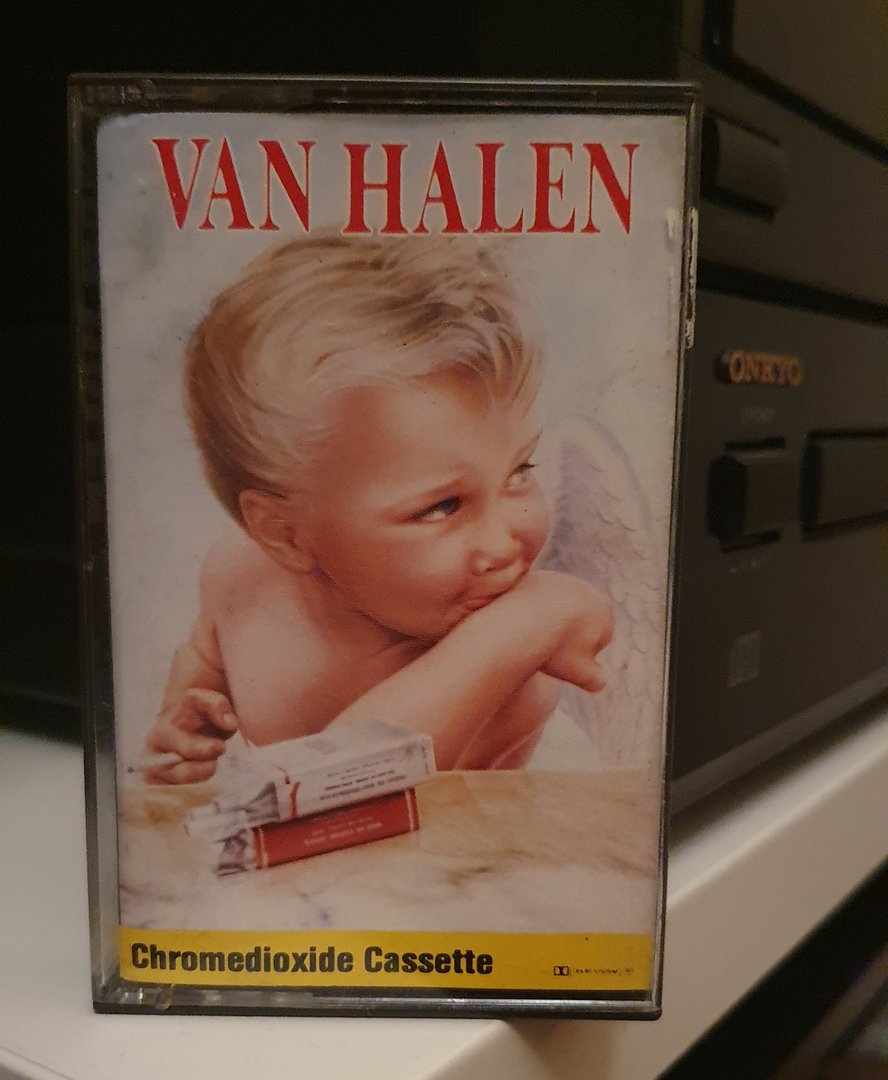 VAN HALEN
ONKYO
Chromedioxide Cassette